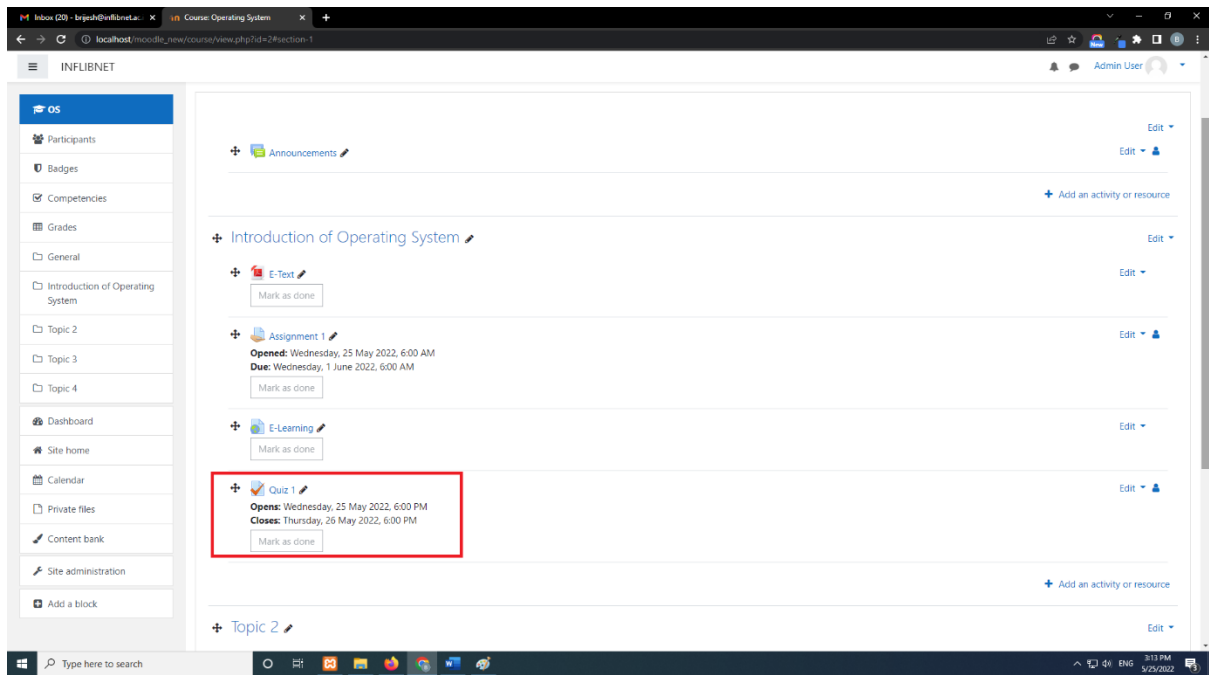 Inbox (20) - brijesh@inflibnet.ac.i
Course: Operating System
localhost/moodle_new/course/view.php?id=2#section-1
New
B
INFLIBNET
Admin User
OS
Participants
Badges
Competencies
Grades
General
Introduction of Operating
System
Topic 2
Topic 3
Topic 4
Dashboard
Site home
Calendar
Private files
Content bank
Site administration
Add a block
Edit
Announcements
Edit
Add an activity or resource
Introduction of Operating System
Edit
E-Text
Edit
Mark as done
Assignment 1
Edit
Opened: Wednesday, 25 May 2022, 6:00 AM
Due: Wednesday, 1 June 2022, 6:00 AM
Mark as done
E-Learning
Edit
Mark as done
Quiz 1
Edit
Opens: Wednesday, 25 May 2022, 6:00 PM
Closes: Thursday, 26 May 2022, 6:00 PM
Mark as done
Add an activity or resource
Topic 2
Edit
Type here to search
ENG
3:13 PM
5/25/2022